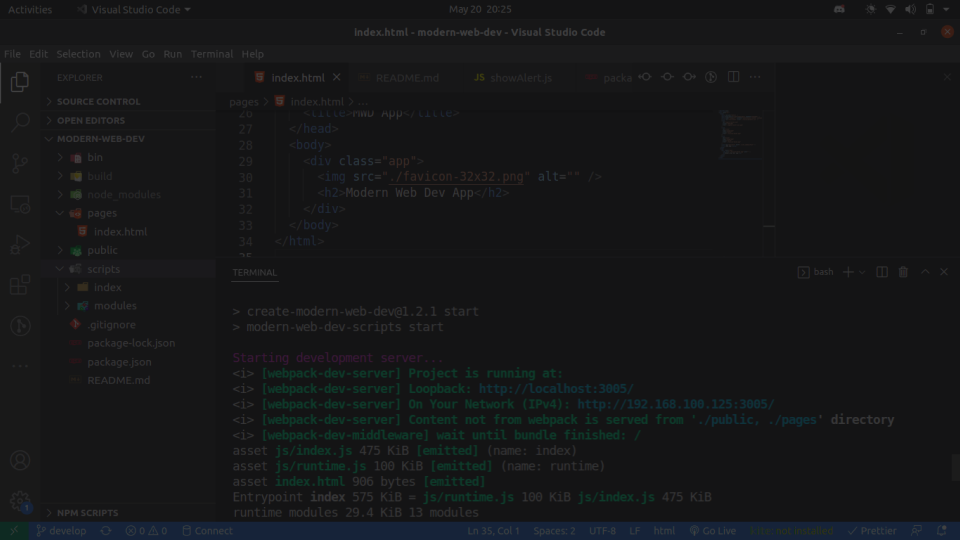 Activities
Visual Studio Code
May 20 20:25
index.html - modern-web-dev - Visual Studio Code
File Edit Selection View Go Run Terminal Help
EXPLORER
index.html
README.md
JS showAlert.js
packa
SOURCE CONTROL
OPEN EDITORS
MODERN-WEB-DEV
bin
build
node_modules
pages
index.html
public
scripts
index
modules
.gitignore
package-lock.json
package.json
README.md
NPM SCRIPTS
pages > index.html > ...
26 <title>MWD App</title>
27 </head>
28 <body>
29 <div class="app">
30 <img src="./favicon-32x32.png" alt="" />
31 <h2>Modern Web Dev App</h2>
32 </div>
33 </body>
34 </html>
35
TERMINAL
bash
> create-modern-web-dev@1.2.1 start
> modern-web-dev-scripts start
Starting development server...
<i> [webpack-dev-server] Project is running at:
<i> [webpack-dev-server] Loopback: http://localhost:3005/
<i> [webpack-dev-server] On Your Network (IPv4): http://192.168.100.125:3005/
<i> [webpack-dev-server] Content not from webpack is served from './public, ./pages' directory
<i> [webpack-dev-middleware] wait until bundle finished: /
asset js/index.js 475 KiB [emitted] (name: index)
asset js/runtime.js 100 KiB [emitted] (name: runtime)
asset index.html 906 bytes [emitted]
Entrypoint index 575 KiB = js/runtime.js 100 KiB js/index.js 475 KiB
runtime modules 29.4 KiB 13 modules
1
develop
0
0
Connect
Ln 35, Col 1
Spaces: 2
UTF-8
LF
html
Go Live
Prettier